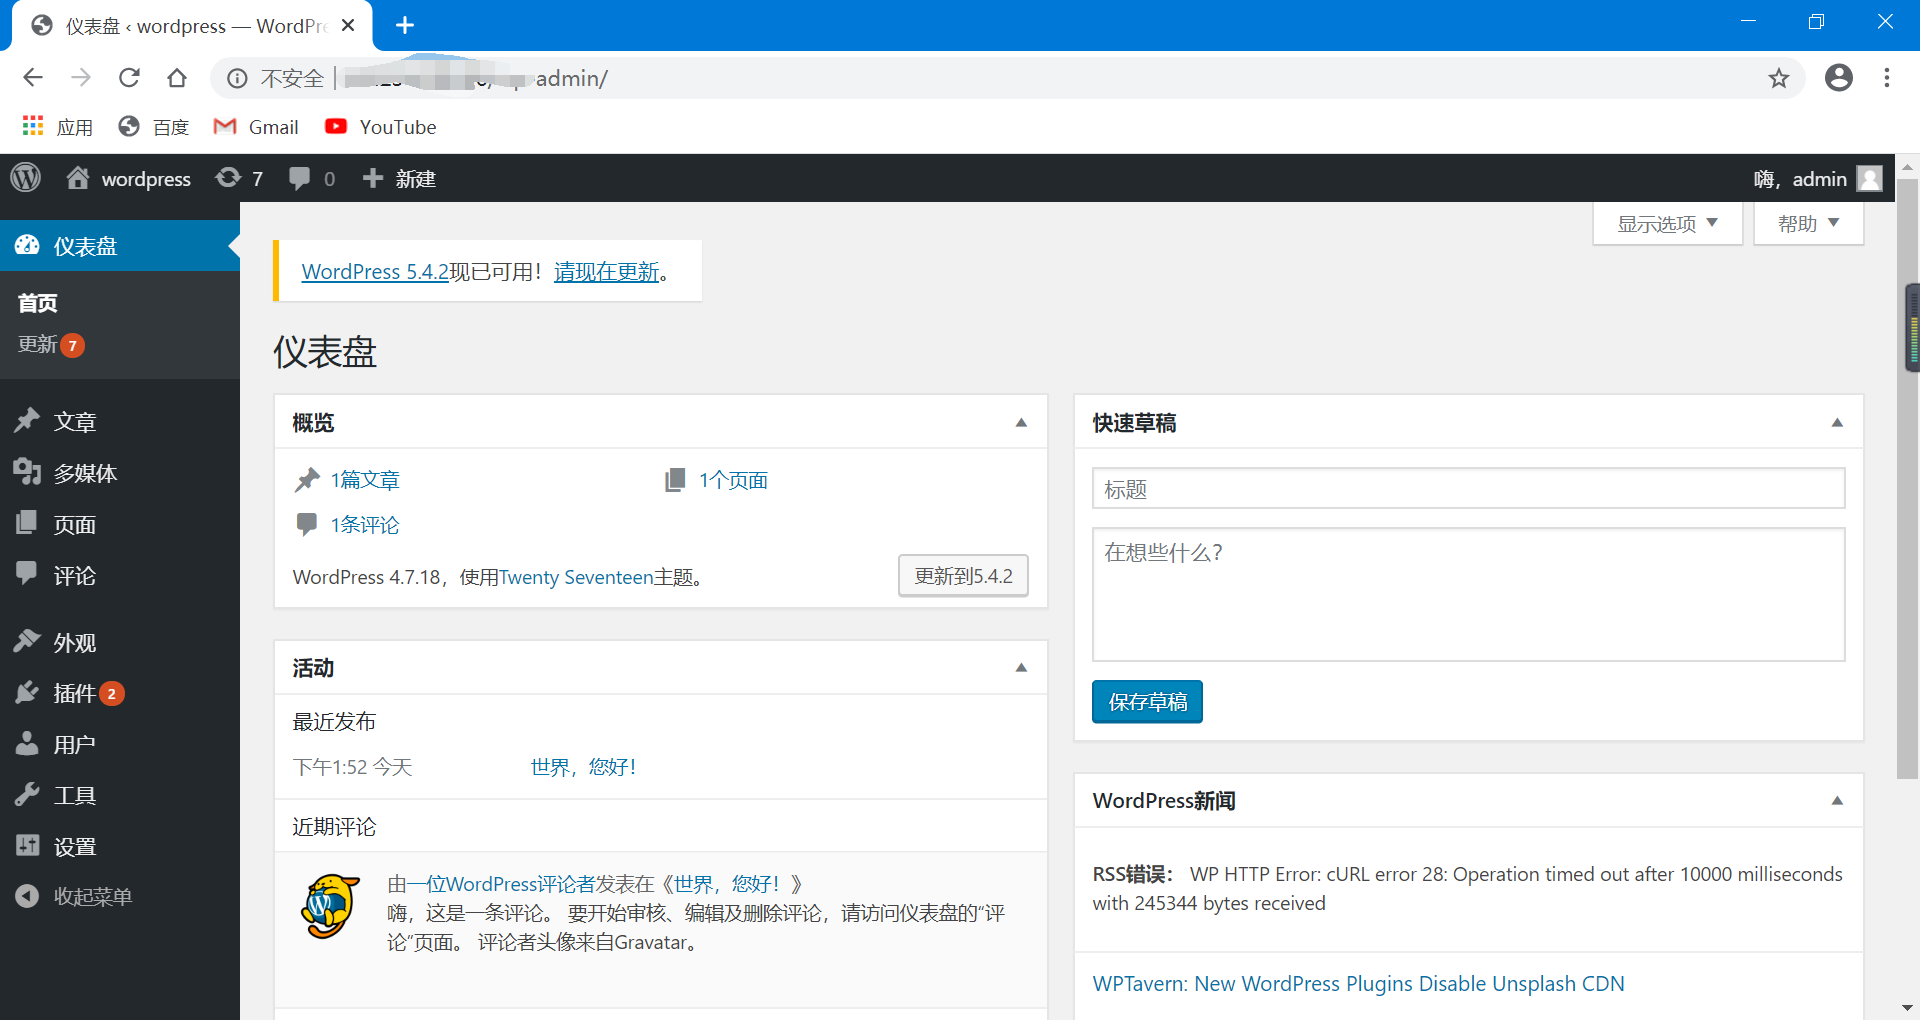 仪表盘 ‹ wordpress — WordPre
不安全
admin/
应用
百度
Gmail
YouTube
wordpress
7
0
新建
嗨，admin
显示选项
帮助
仪表盘
首页
更新 7
文章
多媒体
页面
评论
外观
插件 2
用户
工具
设置
收起菜单
WordPress 5.4.2现已可用！请现在更新。
仪表盘
概览
1篇文章
1个页面
1条评论
WordPress 4.7.18，使用Twenty Seventeen主题。
更新到5.4.2
活动
最近发布
下午1:52 今天
世界，您好！
近期评论
由一位WordPress评论者发表在《世界，您好！》
嗨，这是一条评论。 要开始审核、编辑及删除评论，请访问仪表盘的“评
论”页面。 评论者头像来自Gravatar。
快速草稿
标题
在想些什么？
保存草稿
WordPress新闻
RSS错误： WP HTTP Error: cURL error 28: Operation timed out after 10000 milliseconds
with 245344 bytes received
WPTavern: New WordPress Plugins Disable Unsplash CDN